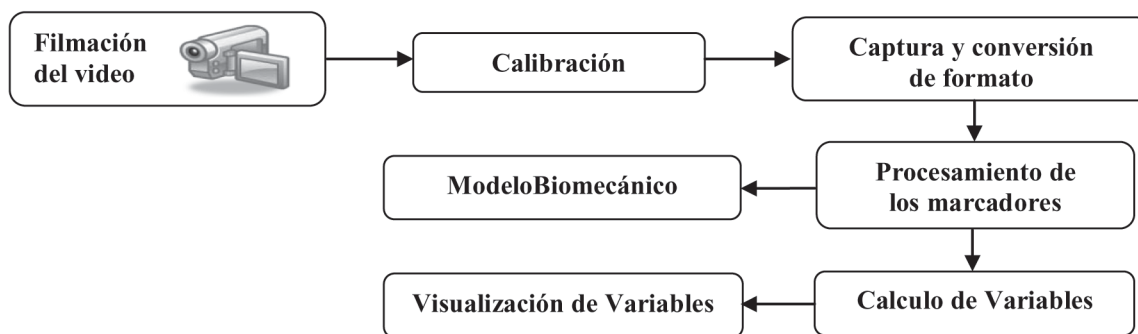 Filmación
del video
Calibración
Captura y conversión
de formato
ModeloBiomecánico
Procesamiento de
los marcadores
Visualización de Variables
Calculo de Variables